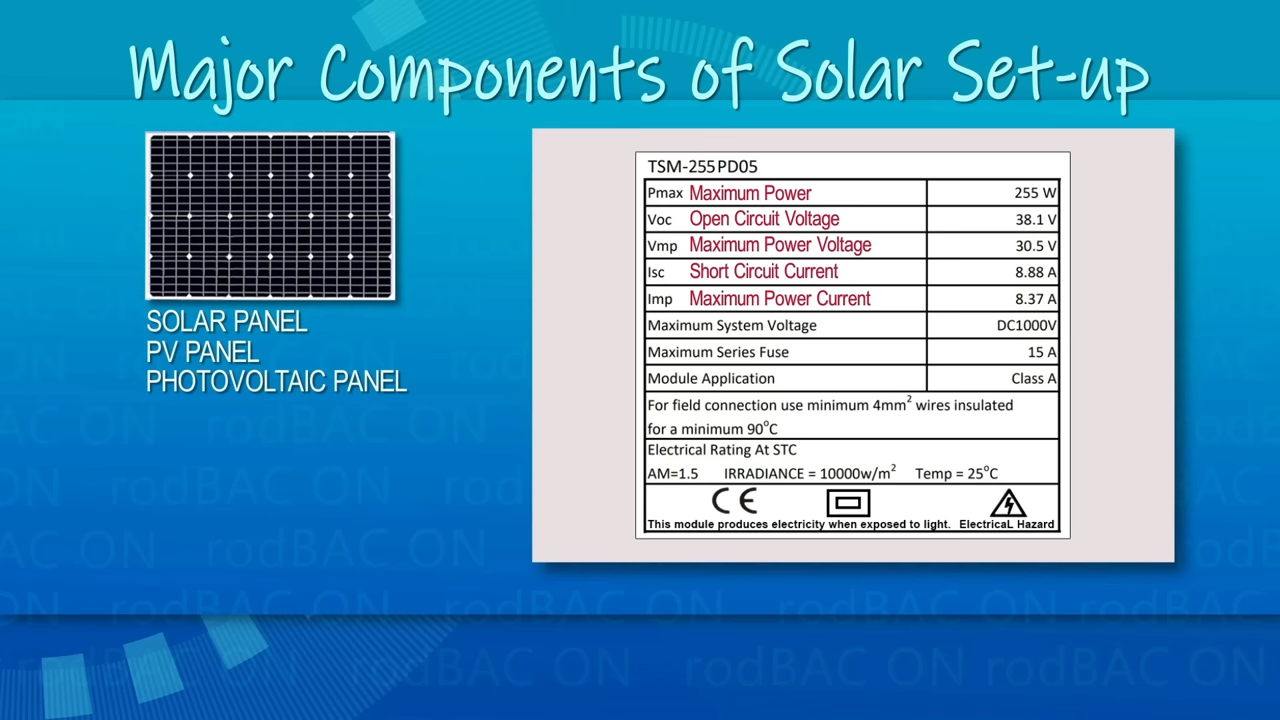 Major Components of Solar Set-up
SOLAR PANEL
PV PANEL
PHOTOVOLTAIC PANEL
TSM-255PD05
Pmax Maximum Power 255 W
Voc Open Circuit Voltage 38.1 V
Vmp Maximum Power Voltage 30.5 V
Isc Short Circuit Current 8.88 A
Imp Maximum Power Current 8.37 A
Maximum System Voltage DC1000V
Maximum Series Fuse 15 A
Module Application Class A
For field connection use minimum 4mm² wires insulated
for a minimum 90°C
Electrical Rating At STC
AM=1.5 IRRADIANCE = 10000w/m² Temp = 25°C
CE
This module produces electricity when exposed to light. ElectricaL Hazard
rodBAC ON